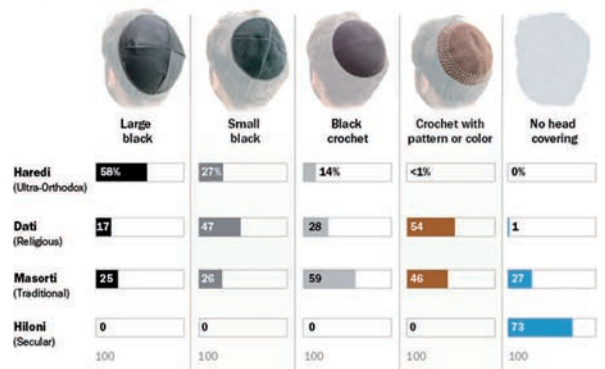 Large
black
Small
black
Black
crochet
Crochet with
pattern or color
No head
covering
Haredi
(Ultra-Orthodox)
58%
27%
14%
<1%
0%
Dati
(Religious)
17
47
28
54
1
Masorti
(Traditional)
25
26
59
46
27
Hiloni
(Secular)
0
0
0
0
73
100
100
100
100
100